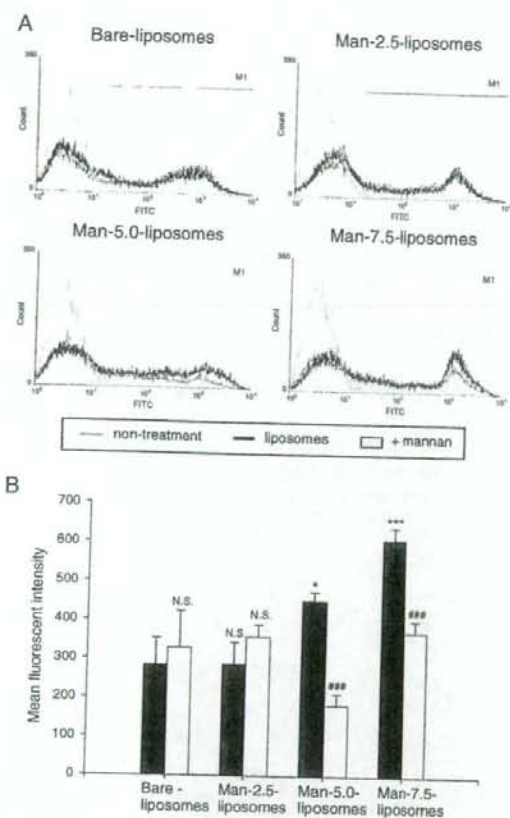 A
Bare-liposomes
Man-2.5-liposomes
M1
M1
Count
Count
FITC
FITC
Man-5.0-liposomes
Man-7.5-liposomes
M1
M1
Count
Count
FITC
FITC
non-treatment liposomes + mannan
B
Mean fluorescent intensity
700
600
500
400
300
200
100
0
N.S.
N.S.
N.S.
*
###
***
###
Bare -
liposomes
Man-2.5-
liposomes
Man-5.0-
liposomes
Man-7.5-
liposomes